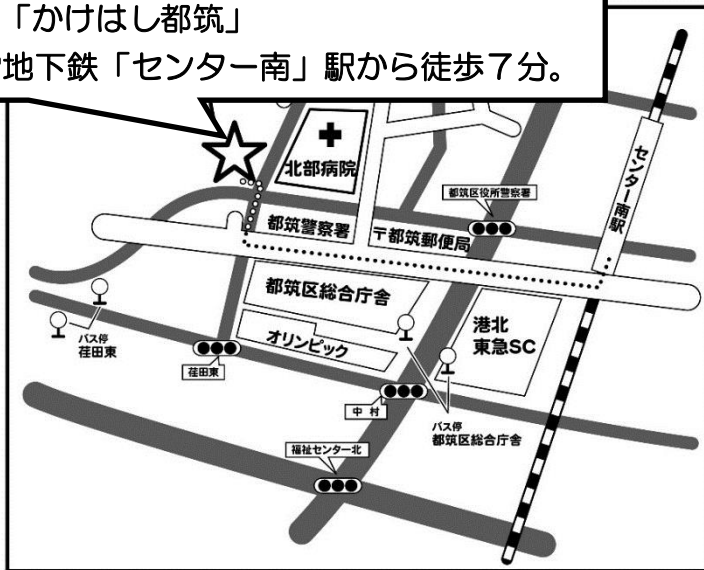 「かけはし都筑」
地下鉄「センター南」駅から徒歩７分。
北部病院
センター南駅
都筑区役所警察署
都筑警察署
〒都筑郵便局
都筑区総合庁舎
港北
東急SC
オリンピック
バス停
荏田東
荏田東
中村
バス停
都筑区総合庁舎
福祉センター北